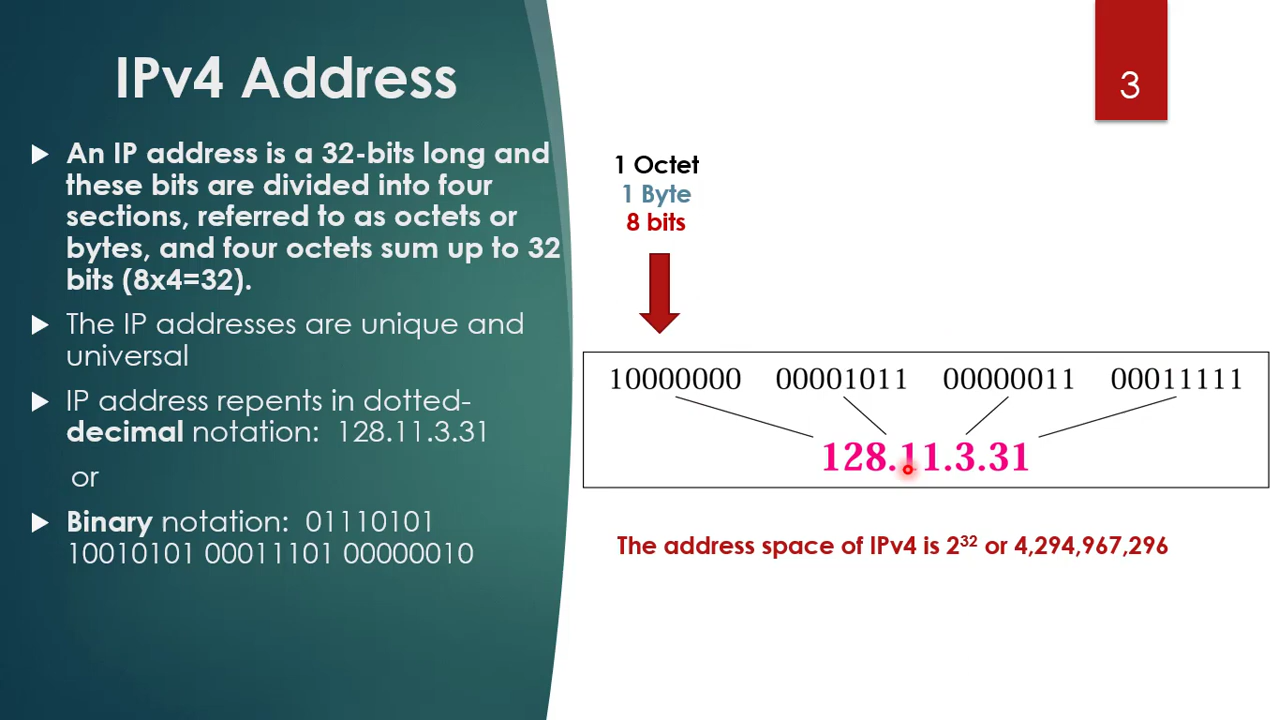 IPv4 Address
An IP address is a 32-bits long and
these bits are divided into four
sections, referred to as octets or
bytes, and four octets sum up to 32
bits (8x4=32).
The IP addresses are unique and
universal
IP address repents in dotted-
decimal notation: 128.11.3.31
or
Binary notation: 01110101
10010101 00011101 00000010
3
1 Octet
1 Byte
8 bits
10000000 00001011 00000011 00011111
128.11.3.31
The address space of IPv4 is 2³² or 4,294,967,296